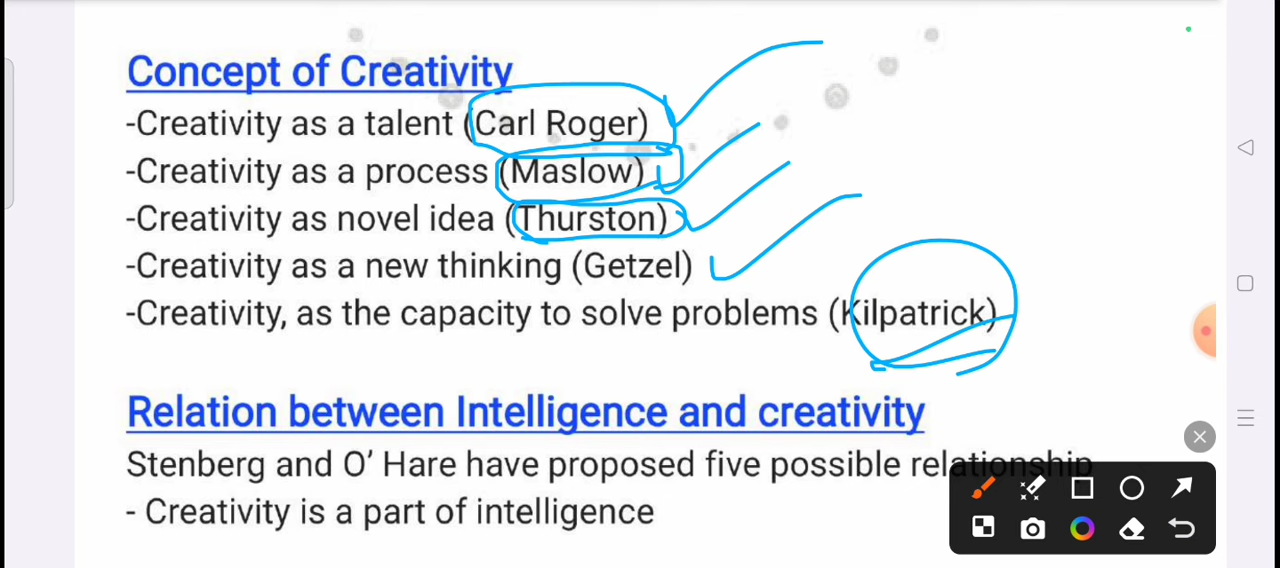 Concept of Creativity
-Creativity as a talent (Carl Roger)
-Creativity as a process (Maslow)
-Creativity as novel idea (Thurston)
-Creativity as a new thinking (Getzel)
-Creativity, as the capacity to solve problems (Kilpatrick)
Relation between Intelligence and creativity
Stenberg and O’ Hare have proposed five possible relationship
- Creativity is a part of intelligence